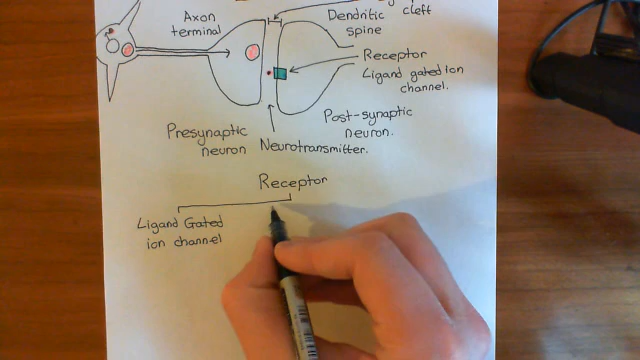 cleft
Axon
terminal
Dendritic
spine
Receptor
Ligand gated ion
channel.
Post-synaptic
neuron.
Presynaptic
neuron
Neurotransmitter.
Receptor
Ligand Gated
ion channel